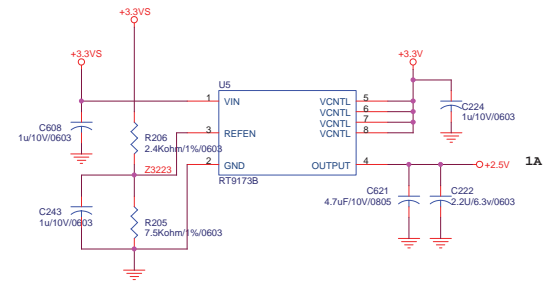 +3.3VS
+3.3VS
+3.3V
U5
1 VIN VCNTL 5
VCNTL 6
VCNTL 7
3 REFEN VCNTL 8
2 GND OUTPUT 4
RT9173B
C608
1u/10V/0603
R206
2.4Kohm/1%/0603
Z3223
C243
1u/10V/0603
R205
7.5Kohm/1%/0603
C224
1u/10V/0603
+2.5V 1A
C621
4.7uF/10V/0805
C222
2.2U/6.3v/0603